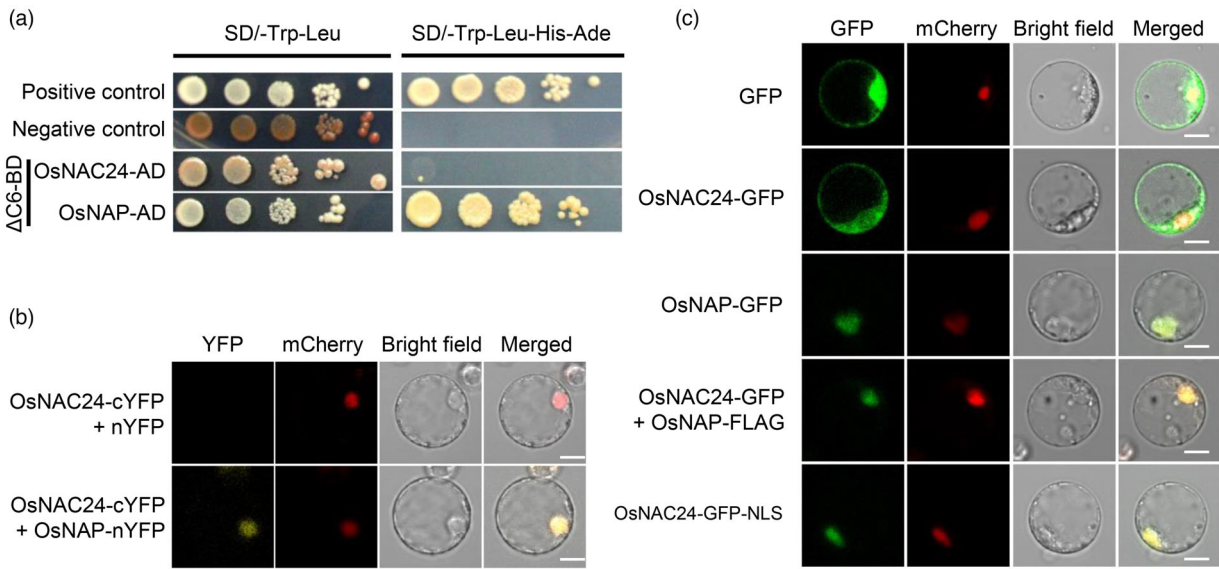 (a)
SD/-Trp-Leu
SD/-Trp-Leu-His-Ade
Positive control
Negative control
ΔC6-BD
OsNAC24-AD
OsNAP-AD
(b)
YFP
mCherry
Bright field
Merged
OsNAC24-cYFP
+ nYFP
OsNAC24-cYFP
+ OsNAP-nYFP
(c)
GFP
mCherry
Bright field
Merged
GFP
OsNAC24-GFP
OsNAP-GFP
OsNAC24-GFP
+ OsNAP-FLAG
OsNAC24-GFP-NLS